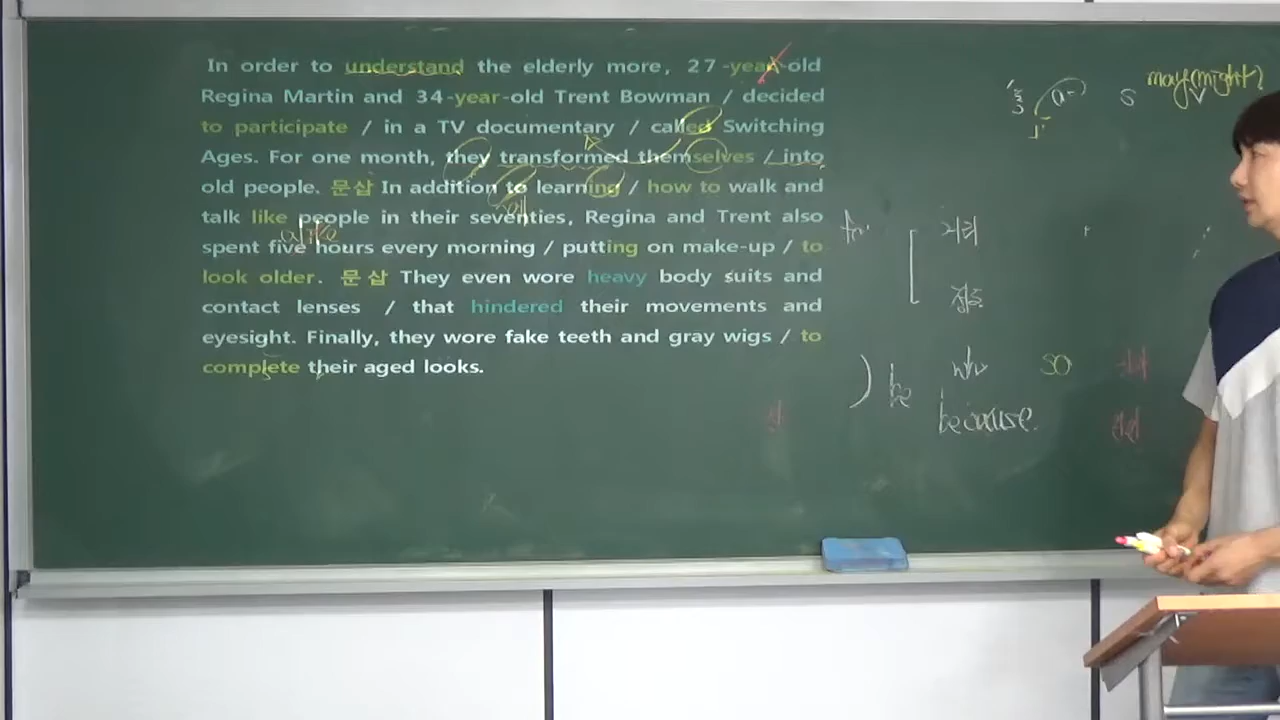 In order to understand the elderly more, 27-year-old
Regina Martin and 34-year-old Trent Bowman / decided
to participate / in a TV documentary / called Switching
Ages. For one month, they transformed themselves / into
old people. 문삽 In addition to learning / how to walk and
talk like people in their seventies, Regina and Trent also
spent five hours every morning / putting on make-up / to
look older. 문삽 They even wore heavy body suits and
contact lenses / that hindered their movements and
eyesight. Finally, they wore fake teeth and gray wigs / to
complete their aged looks.
may(might)
S V
be why so
because.